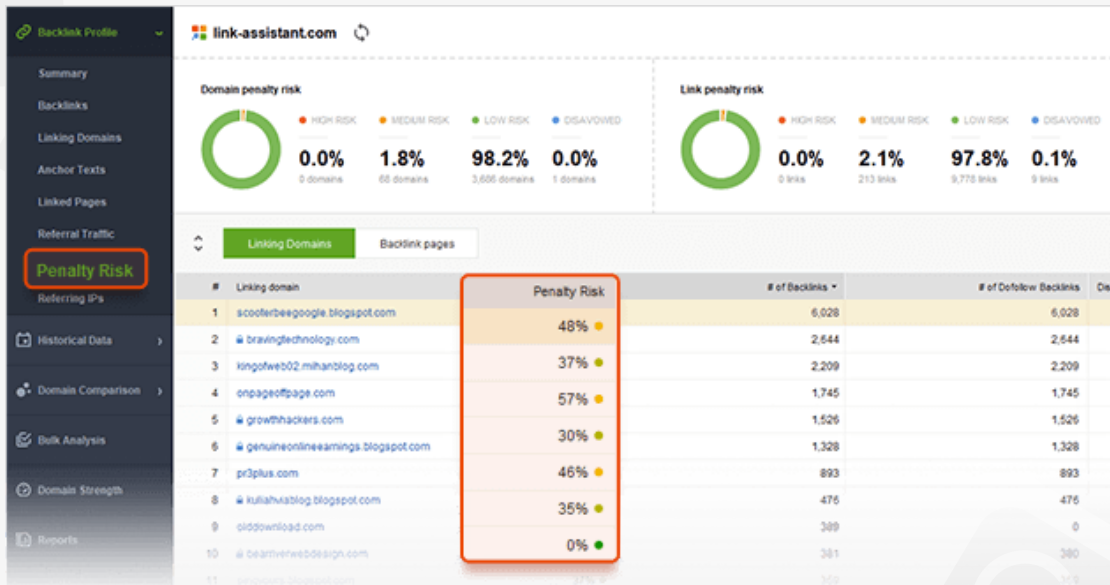 Backlink Profile
Summary
Backlinks
Linking Domains
Anchor Texts
Linked Pages
Referral Traffic
Penalty Risk
Referring IPs
Historical Data
Domain Comparison
Bulk Analysis
Domain Strength
Reports
link-assistant.com
Domain penalty risk
HIGH RISK MEDIUM RISK LOW RISK DISAVOWED
0.0% 1.8% 98.2% 0.0%
0 domains 68 domains 3,686 domains 1 domains
Link penalty risk
HIGH RISK MEDIUM RISK LOW RISK DISAVOWED
0.0% 2.1% 97.8% 0.1%
0 links 213 links 9,778 links 9 links
Linking Domains Backlink pages
# Linking domain Penalty Risk # of Backlinks # of Dofollow Backlinks Dis
1 scooterbeegoogle.blogspot.com 48% 6,028 6,028
2 bravingtechnology.com 37% 2,644 2,644
3 kingofweb02.mihanblog.com 57% 2,209 2,209
4 onpageoffpage.com 30% 1,745 1,745
5 growthhackers.com 46% 1,526 1,526
6 genuineonlineearnings.blogspot.com 35% 1,328 1,328
7 pr3plus.com 0% 893 893
8 kuliahviablog.blogspot.com 476 476
9 olddownload.com 389 0
10 beartiverwebdesign.com 381 380
11 37% 359